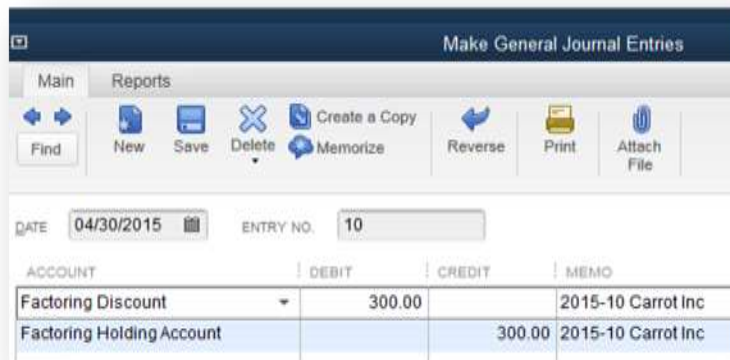 Make General Journal Entries
Main Reports
Find New Save Delete Create a Copy Memorize Reverse Print Attach File
DATE 04/30/2015 ENTRY NO. 10
ACCOUNT DEBIT CREDIT MEMO
Factoring Discount 300.00 2015-10 Carrot Inc
Factoring Holding Account 300.00 2015-10 Carrot Inc